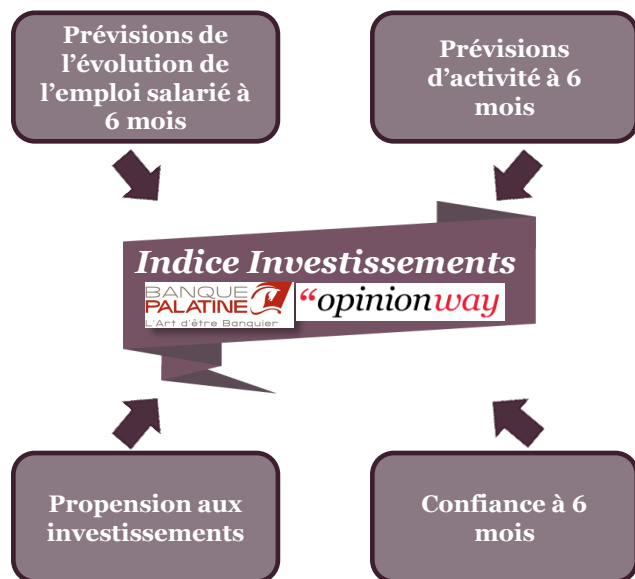 Prévisions de
l’évolution de
l’emploi salarié à
6 mois
Prévisions
d’activité à 6
mois
Indice Investissements
BANQUE
PALATINE
L'Art d'être Banquier
“opinionway
Propension aux
investissements
Confiance à 6
mois